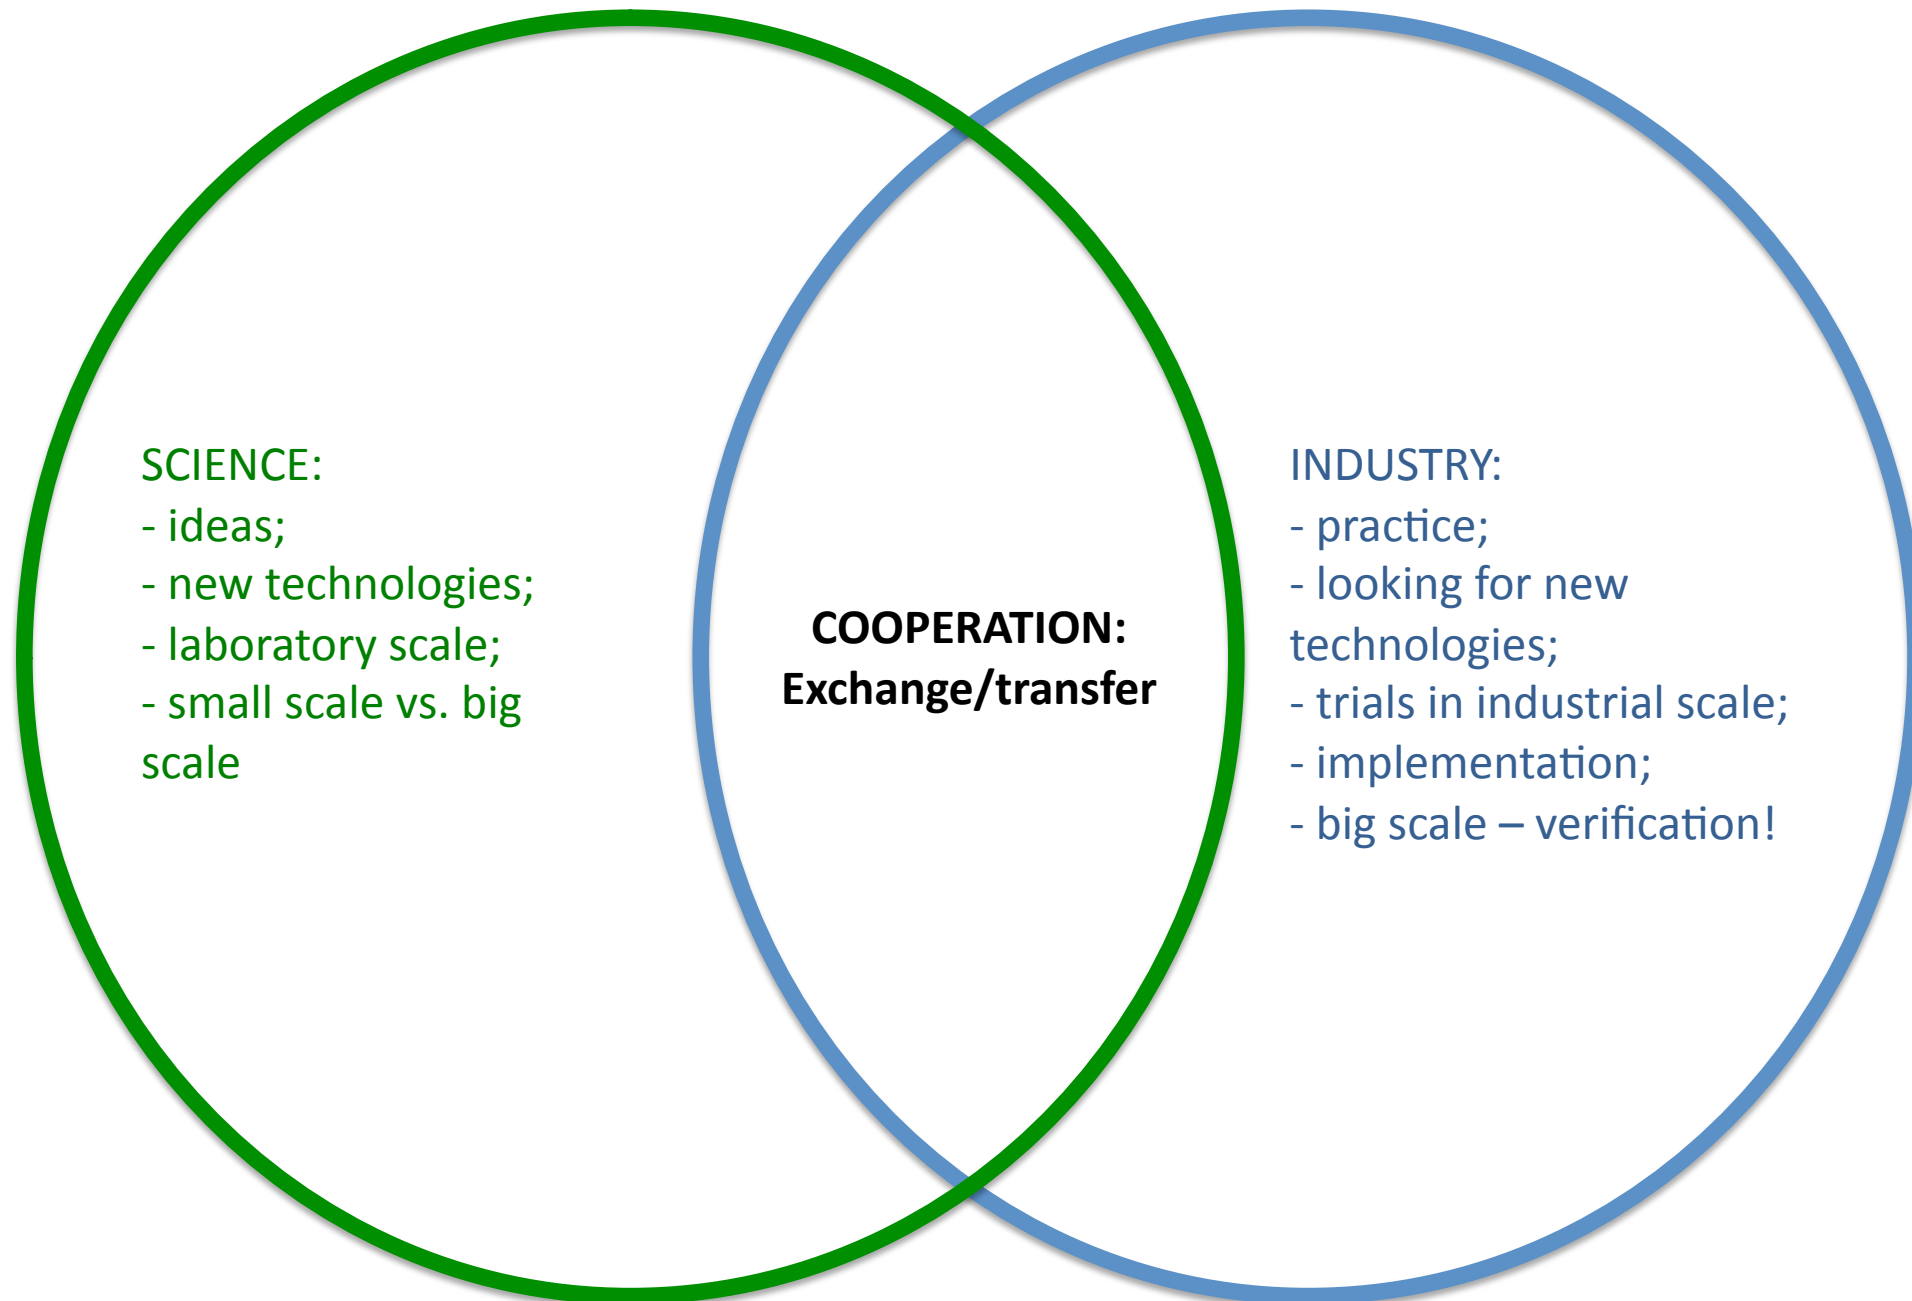 SCIENCE:
- ideas;
- new technologies;
- laboratory scale;
- small scale vs. big
scale
COOPERATION:
Exchange/transfer
INDUSTRY:
- practice;
- looking for new
technologies;
- trials in industrial scale;
- implementation;
- big scale – verification!